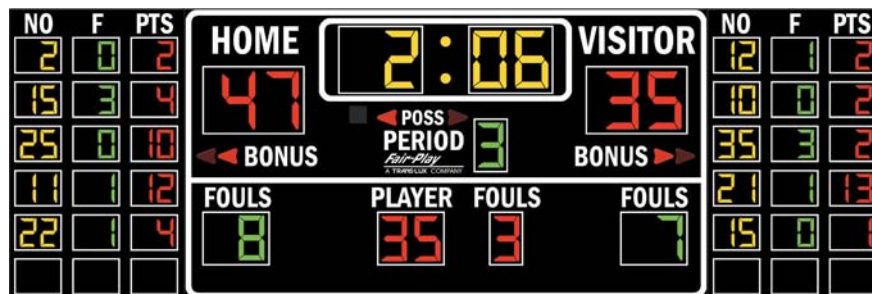 NO F PTS
2 0 2
15 3 4
25 0 10
11 1 12
22 1 4
HOME
47
BONUS
2:06
POSS
PERIOD 3
Fair-Play
A TRANS-LUX COMPANY
VISITOR
35
BONUS
FOULS
8
PLAYER FOULS
35 3
FOULS
7
NO F PTS
12 1 2
10 0 2
35 3 2
21 1 13
15 0 1